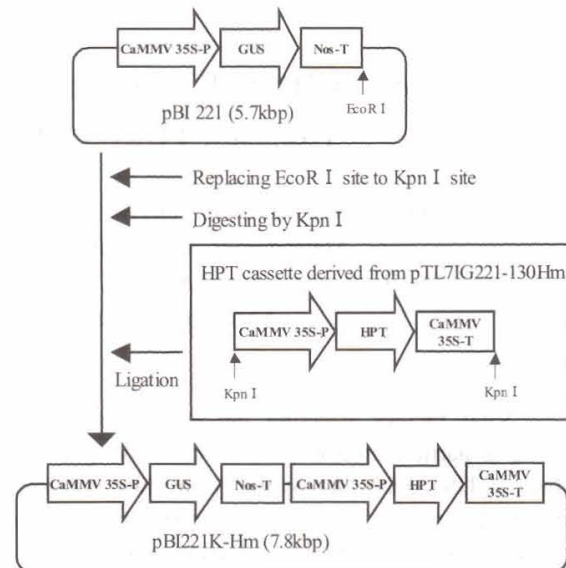 CaMMV 35S-P GUS Nos-T
EcoR I
pBI 221 (5.7kbp)
Replacing EcoR I site to Kpn I site
Digesting by Kpn I
HPT cassette derived from pTL7IG221-130Hm
CaMMV 35S-P HPT CaMMV
35S-T
Kpn I Kpn I
Ligation
CaMMV 35S-P GUS Nos-T CaMMV 35S-P HPT CaMMV
35S-T
pBI221K-Hm (7.8kbp)